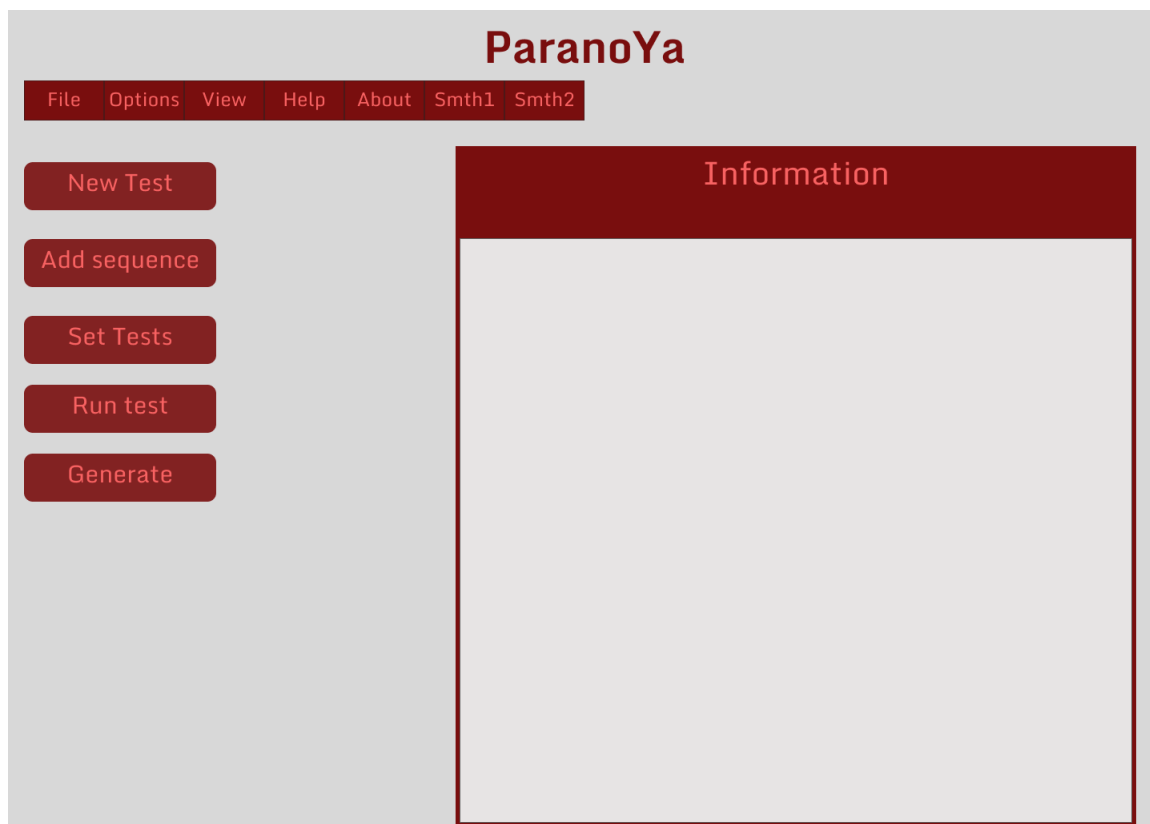 ParanoYa
File Options View Help About Smth1 Smth2
New Test
Information
Add sequence
Set Tests
Run test
Generate